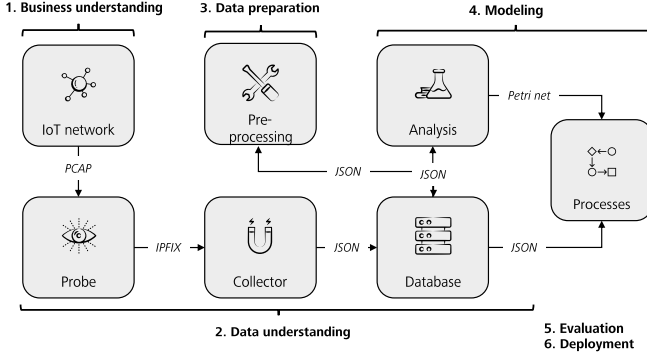 1. Business understanding
3. Data preparation
4. Modeling
IoT network
Pre-
processing
Analysis
Petri net
PCAP
JSON
JSON
Processes
Probe
IPFIX
Collector
JSON
Database
JSON
2. Data understanding
5. Evaluation
6. Deployment